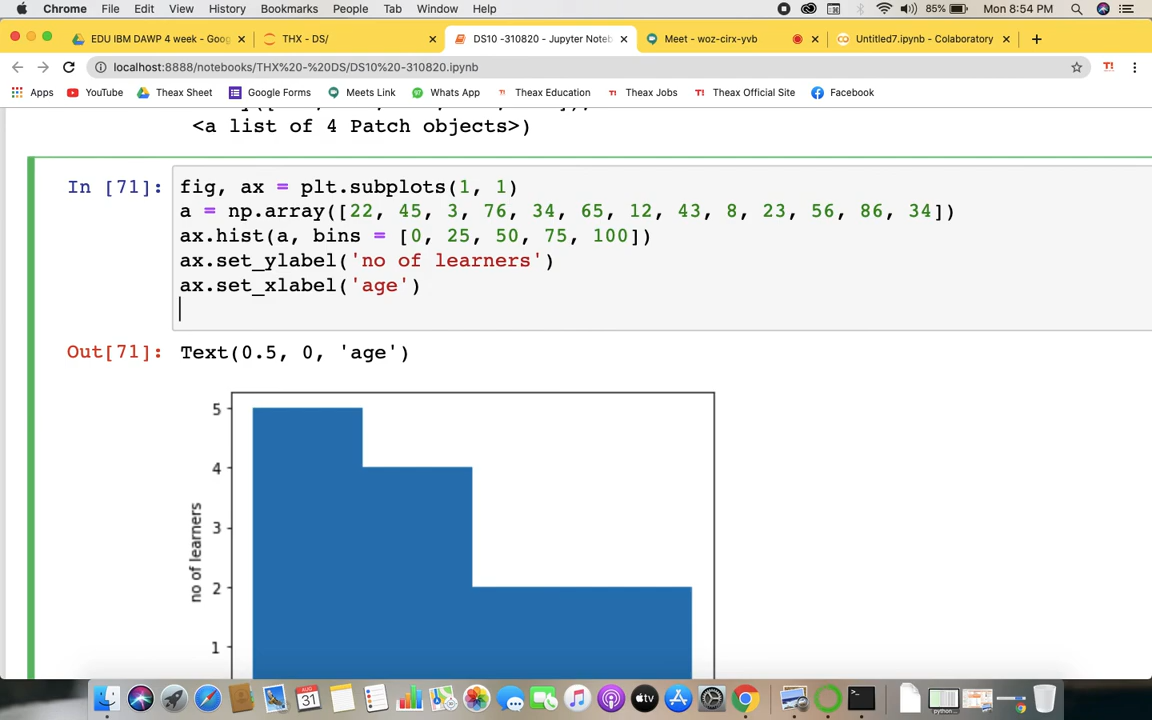 Chrome File Edit View History Bookmarks People Tab Window Help 85% Mon 8:54 PM
EDU IBM DAWP 4 week - Goog THX - DS/ DS10 -310820 - Jupyter Noteb Meet - woz-cirx-yvb Untitled7.ipynb - Colaboratory
localhost:8888/notebooks/THX%20-%20DS/DS10%20-310820.ipynb T!
Apps YouTube Theax Sheet Google Forms Meets Link Whats App T! Theax Education T! Theax Jobs T! Theax Official Site Facebook
<a list of 4 Patch objects>)
In [71]: fig, ax = plt.subplots(1, 1)
a = np.array([22, 45, 3, 76, 34, 65, 12, 43, 8, 23, 56, 86, 34])
ax.hist(a, bins = [0, 25, 50, 75, 100])
ax.set_ylabel('no of learners')
ax.set_xlabel('age')
Out[71]: Text(0.5, 0, 'age')
5
4
3
2
1
no of learners
AUG
31
tv